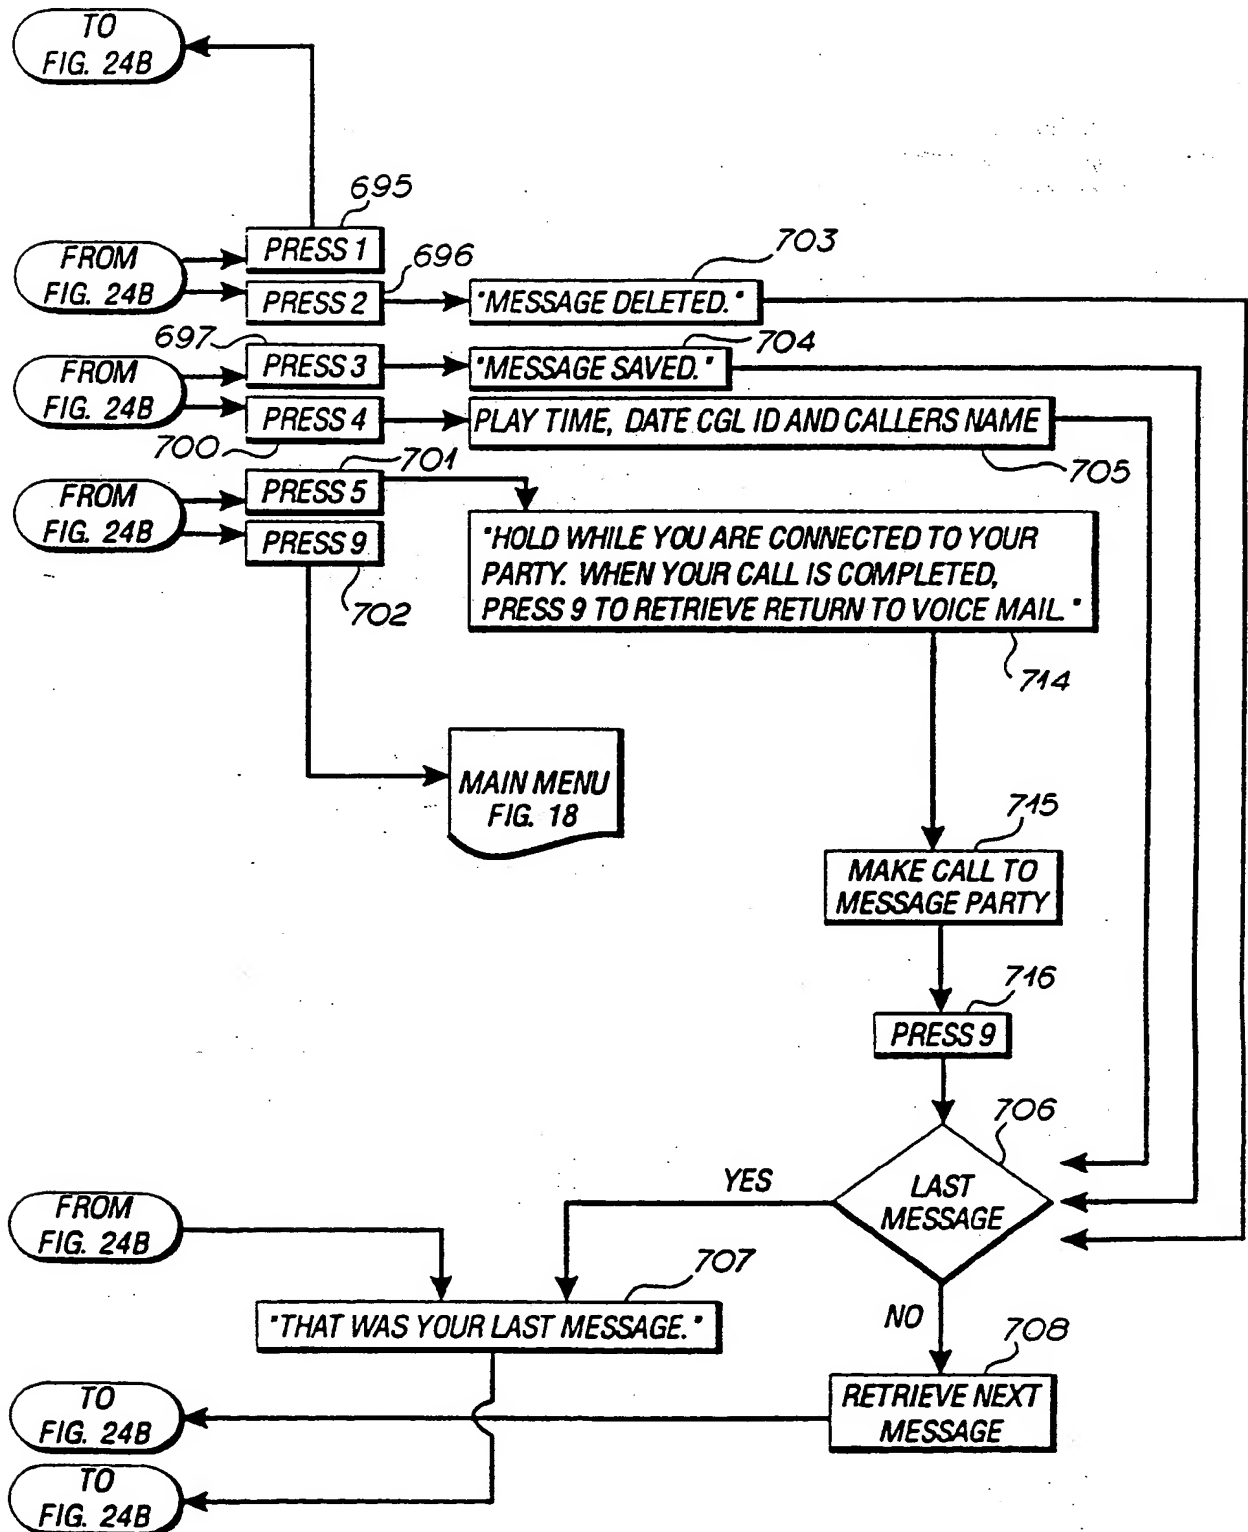 TO
FIG. 24B
695
FROM
FIG. 24B
PRESS 1
696
PRESS 2
703
"MESSAGE DELETED."
697
FROM
FIG. 24B
PRESS 3
704
"MESSAGE SAVED."
PRESS 4
700
PLAY TIME, DATE CGL ID AND CALLERS NAME
705
701
FROM
FIG. 24B
PRESS 5
PRESS 9
702
"HOLD WHILE YOU ARE CONNECTED TO YOUR
PARTY. WHEN YOUR CALL IS COMPLETED,
PRESS 9 TO RETRIEVE RETURN TO VOICE MAIL."
714
MAIN MENU
FIG. 18
715
MAKE CALL TO
MESSAGE PARTY
716
PRESS 9
706
LAST
MESSAGE
YES
FROM
FIG. 24B
707
"THAT WAS YOUR LAST MESSAGE."
NO
708
RETRIEVE NEXT
MESSAGE
TO
FIG. 24B
TO
FIG. 24B